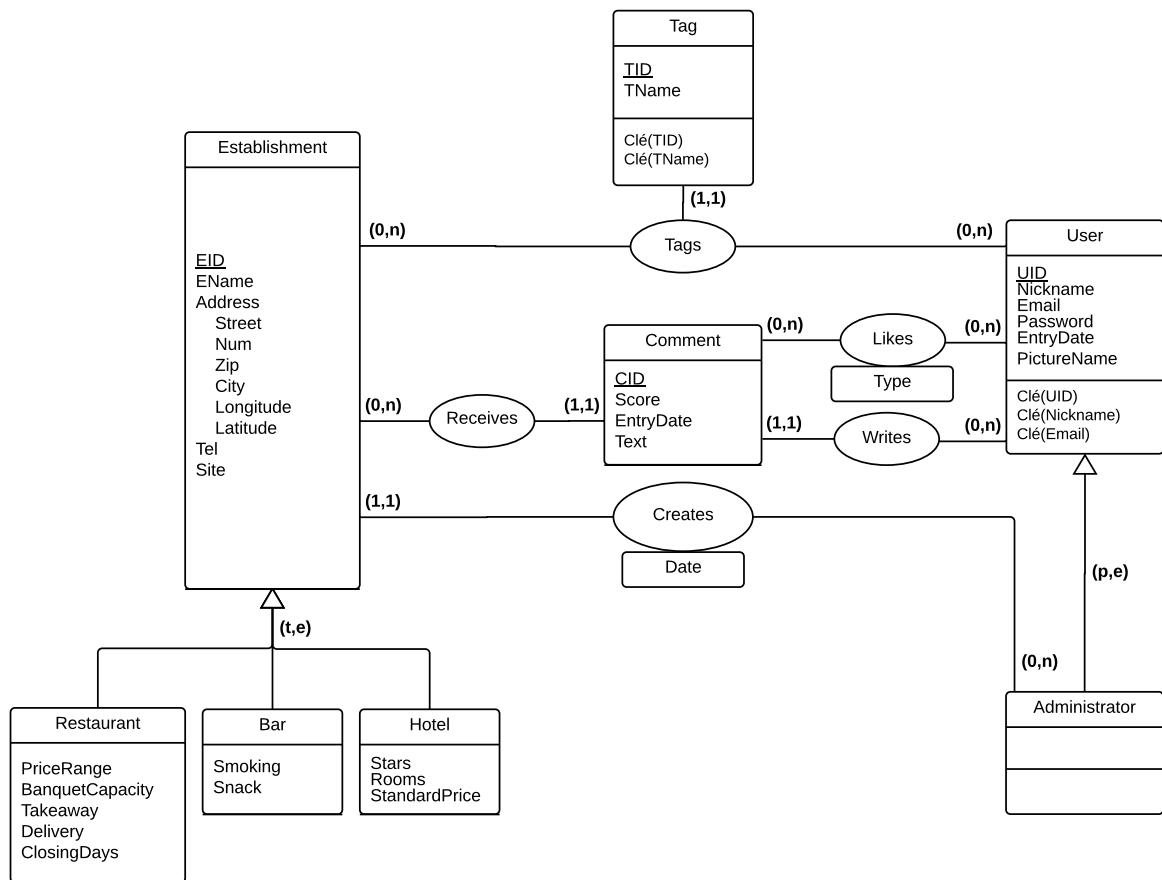 Tag
TID
TName
Clé(TID)
Clé(TName)
(1,1)
Establishment
EID
EName
Address
Street
Num
Zip
City
Longitude
Latitude
Tel
Site
(0,n)
Tags
(0,n)
User
UID
Nickname
Email
Password
EntryDate
PictureName
Clé(UID)
Clé(Nickname)
Clé(Email)
Comment
CID
Score
EntryDate
Text
(0,n)
Likes
(0,n)
Type
(0,n)
Receives
(1,1)
(1,1)
Writes
(0,n)
(1,1)
Creates
Date
(p,e)
(0,n)
(t,e)
Restaurant
PriceRange
BanquetCapacity
Takeaway
Delivery
ClosingDays
Bar
Smoking
Snack
Hotel
Stars
Rooms
StandardPrice
Administrator